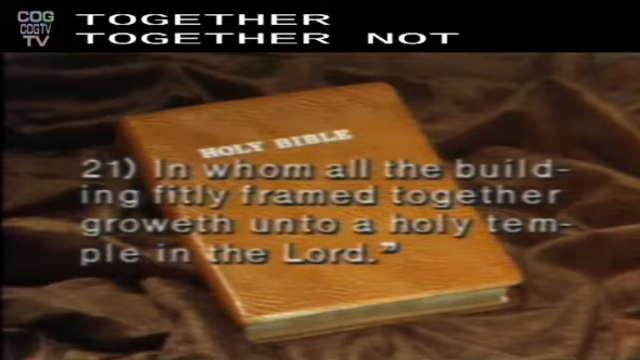 COG
COGTV
TV
TOGETHER
TOGETHER NOT
HOLY BIBLE
21) In whom all the build-
ing fitly framed together
groweth unto a holy tem-
ple in the Lord."